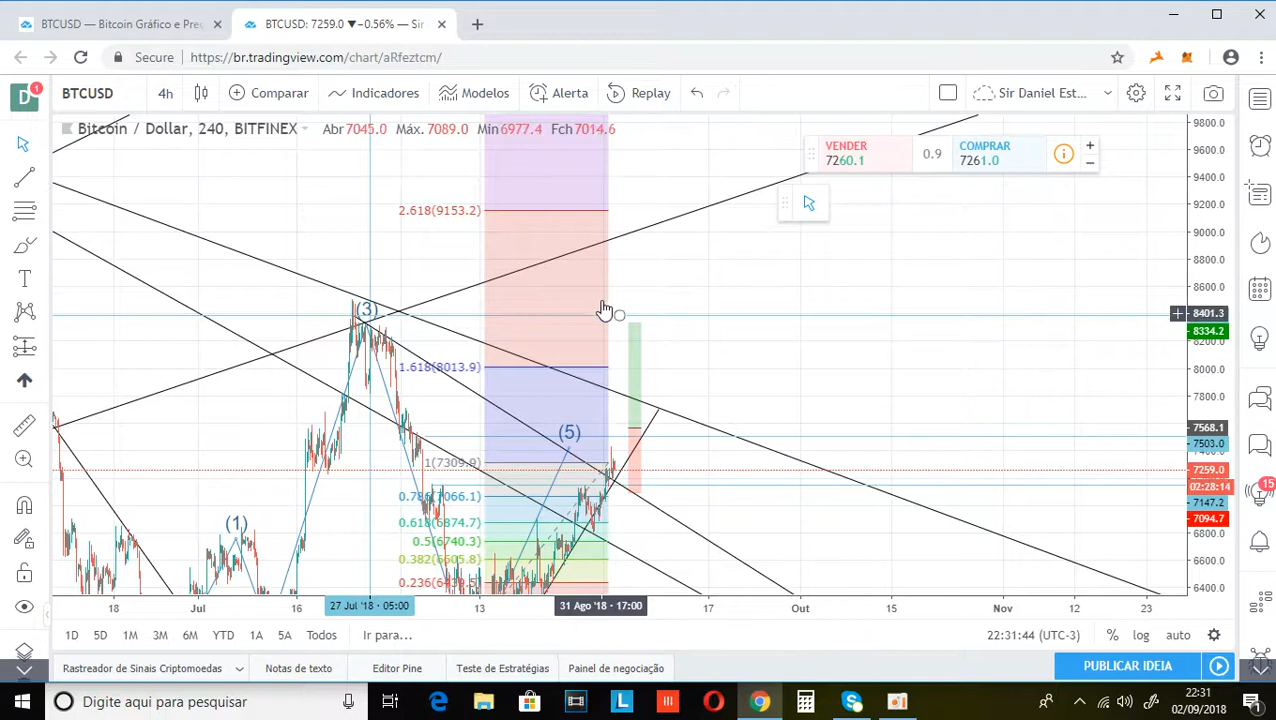 BTCUSD — Bitcoin Gráfico e Pre
BTCUSD: 7259.0 ▼−0.56% — Sir
Secure
https://br.tradingview.com/chart/aRfeztcm/
D
1
BTCUSD
4h
Comparar
Indicadores
Modelos
Alerta
Replay
Sir Daniel Est...
Bitcoin / Dollar, 240, BITFINEX
Abr7045.0 Máx.7089.0 Mín6977.4 Fch7014.6
VENDER
7260.1
0.9
COMPRAR
7261.0
9800.0
9600.0
9400.0
9200.0
9000.0
8800.0
8600.0
8401.3
8334.2
8200.0
8000.0
7800.0
7568.1
7503.0
7259.0
02:28:14
7147.2
7094.7
6800.0
6600.0
6400.0
2.618(9153.2)
(3)
1.618(8013.9)
(5)
1(7309.9)
0.786(7066.1)
(1)
0.618(6874.7)
0.5(6740.3)
0.382(6605.8)
18
Jul
16
27 Jul '18 · 05:00
13
31 Ago '18 · 17:00
17
Out
15
Nov
12
23
15
1D
5D
1M
3M
6M
YTD
1A
5A
Todos
Ir para...
22:31:44 (UTC-3)
%
log
auto
Rastreador de Sinais Criptomoedas
Notas de texto
Editor Pine
Teste de Estratégias
Painel de negociação
PUBLICAR IDEIA
Digite aqui para pesquisar
22:31
02/09/2018
1